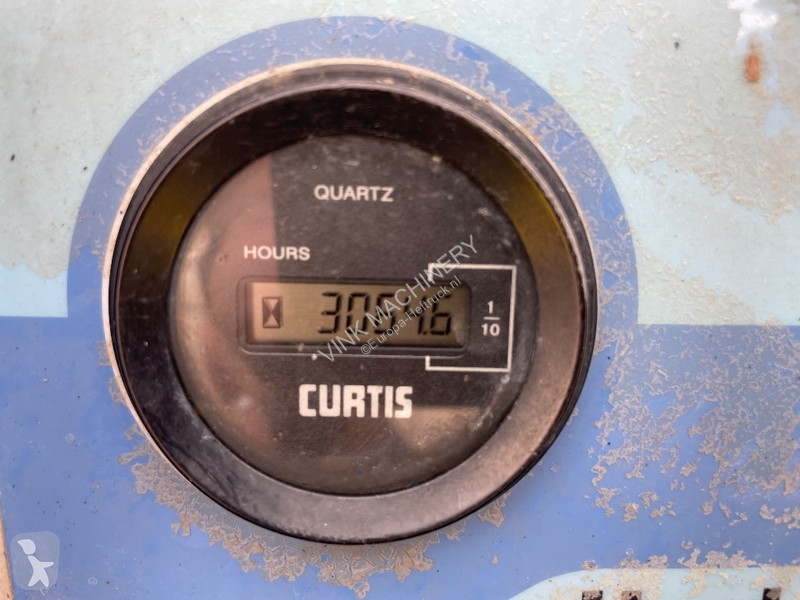 QUARTZ
HOURS
1
10
CURTIS
VINK MACHINERY
©Europa-Heftruck.nl